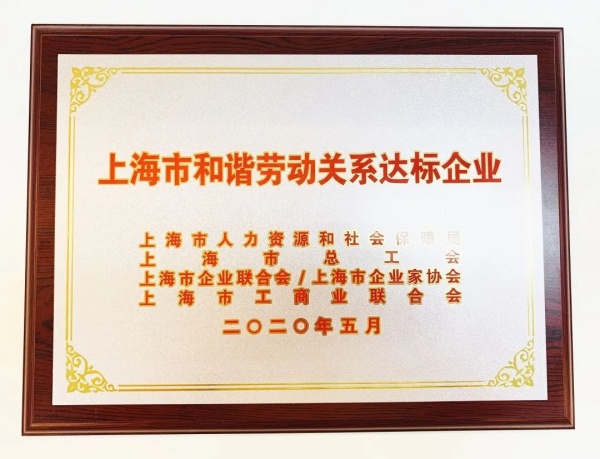 上海市和谐劳动关系达标企业
上海市人力资源和社会保障局
上海市总工会
上海市企业联合会/上海市企业家协会
上海市工商业联合会
二〇二〇年五月